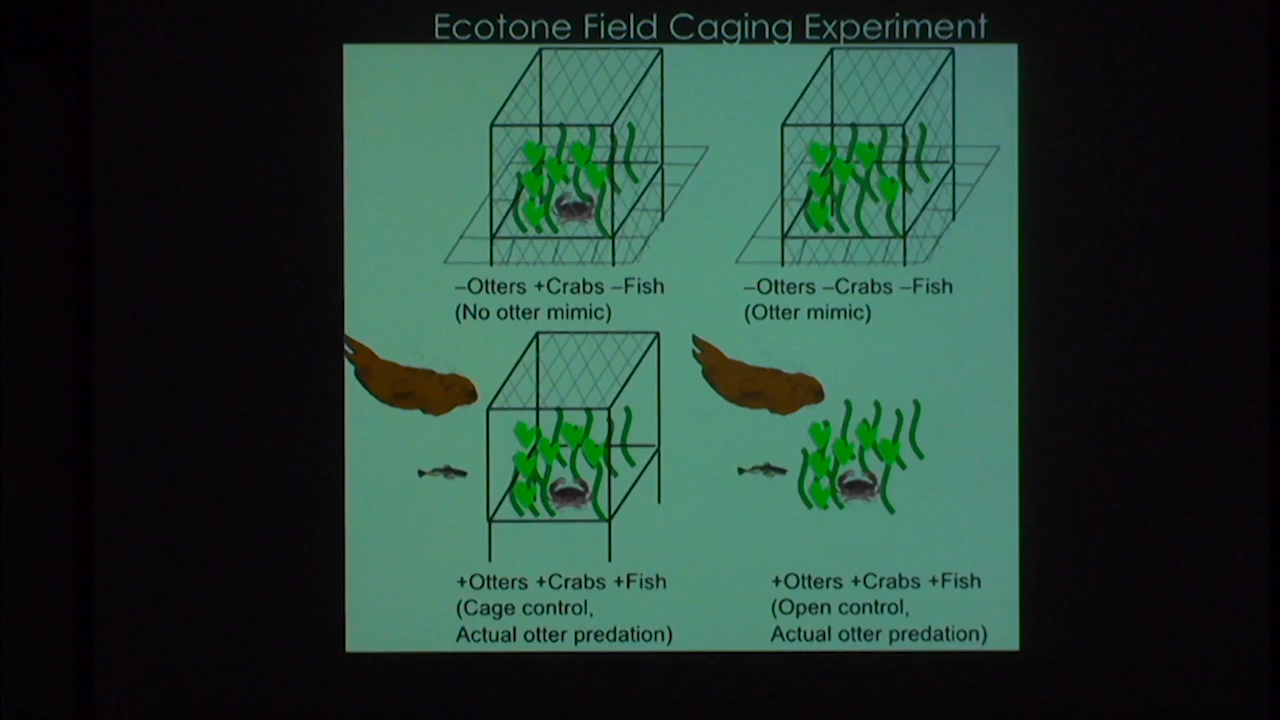 Ecotone Field Caging Experiment
–Otters +Crabs –Fish
(No otter mimic)
–Otters –Crabs –Fish
(Otter mimic)
+Otters +Crabs +Fish
(Cage control,
Actual otter predation)
+Otters +Crabs +Fish
(Open control,
Actual otter predation)